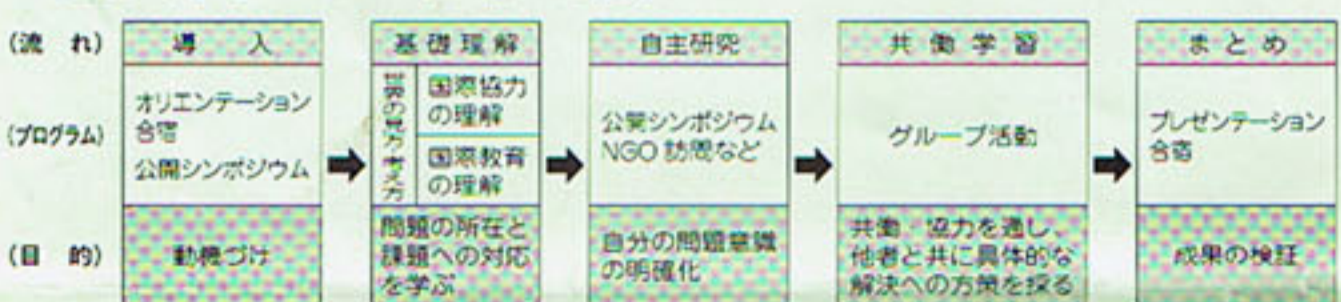 (流 れ)
導 入
基礎理解
自主研究
共働学習
まとめ
(プログラム)
オリエンテーション
合宿
公開シンポジウム
世界の見方・考え方
国際協力
の理解
国際教育
の理解
公開シンポジウム
NGO訪問など
グループ活動
プレゼンテーション
合宿
(目 的)
動機づけ
問題の所在と
課題への対応
を学ぶ
自分の問題意識
の明確化
共働・協力を通し、
他者と共に具体的な
解決への方策を探る
成果の検証